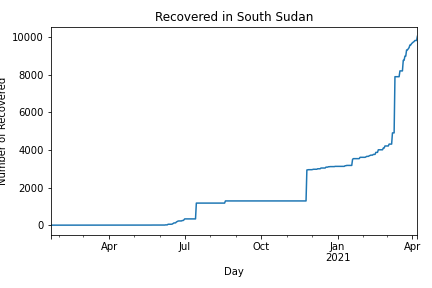 Recovered in South Sudan
10000
8000
6000
4000
2000
0
Number of Recovered
Apr
Jul
Oct
Jan
2021
Apr
Day